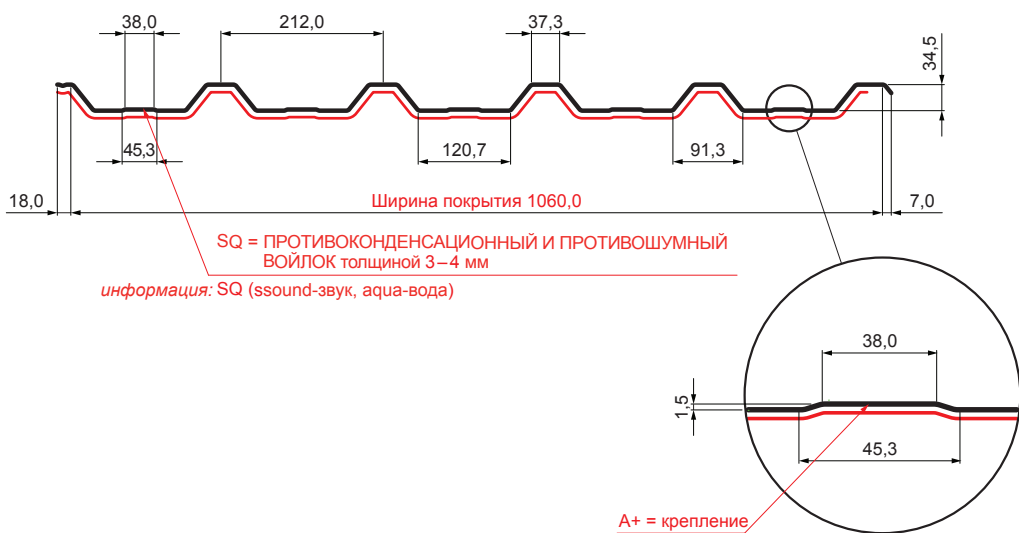 38,0
212,0
37,3
34,5
45,3
120,7
91,3
18,0
Ширина покрытия 1060,0
7,0
SQ = ПРОТИВОКОНДЕНСАЦИОННЫЙ И ПРОТИВОШУМНЫЙ
ВОЙЛОК толщиной 3–4 мм
информация: SQ (ssound-звук, aqua-вода)
38,0
1,5
45,3
A+ = крепление